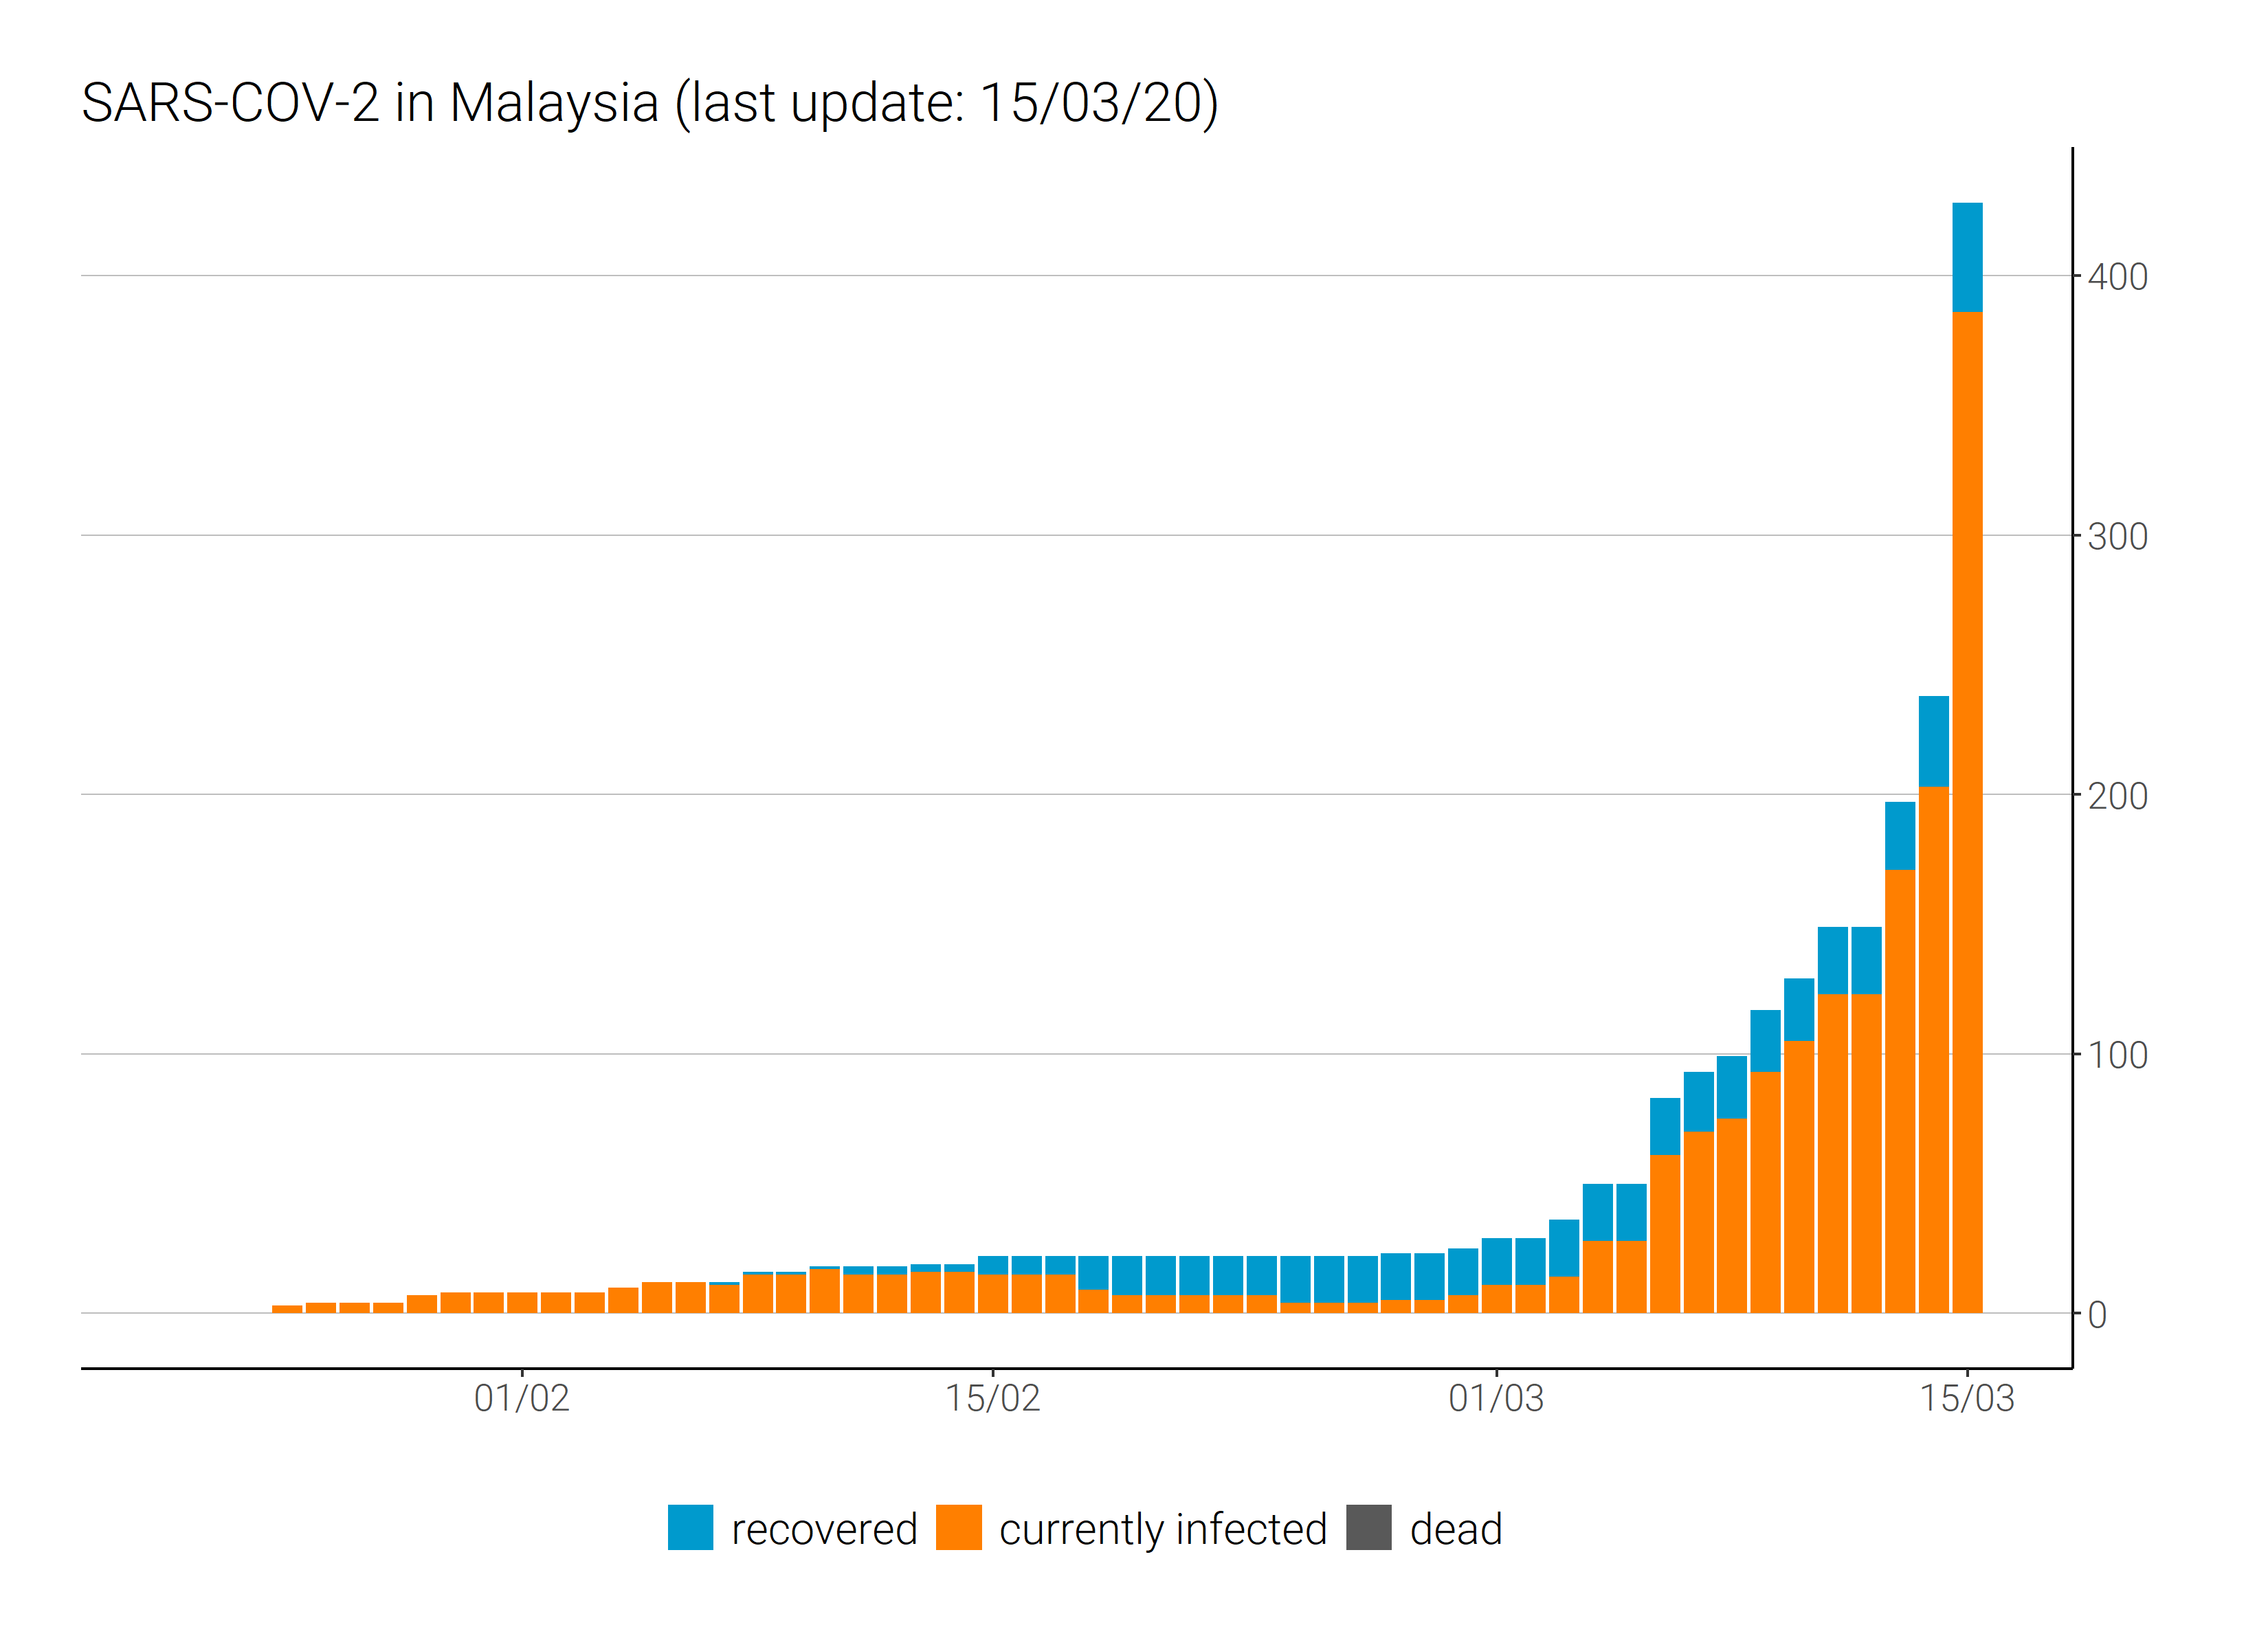 SARS-COV-2 in Malaysia (last update: 15/03/20)
400
300
200
100
0
01/02 15/02 01/03 15/03
recovered currently infected dead